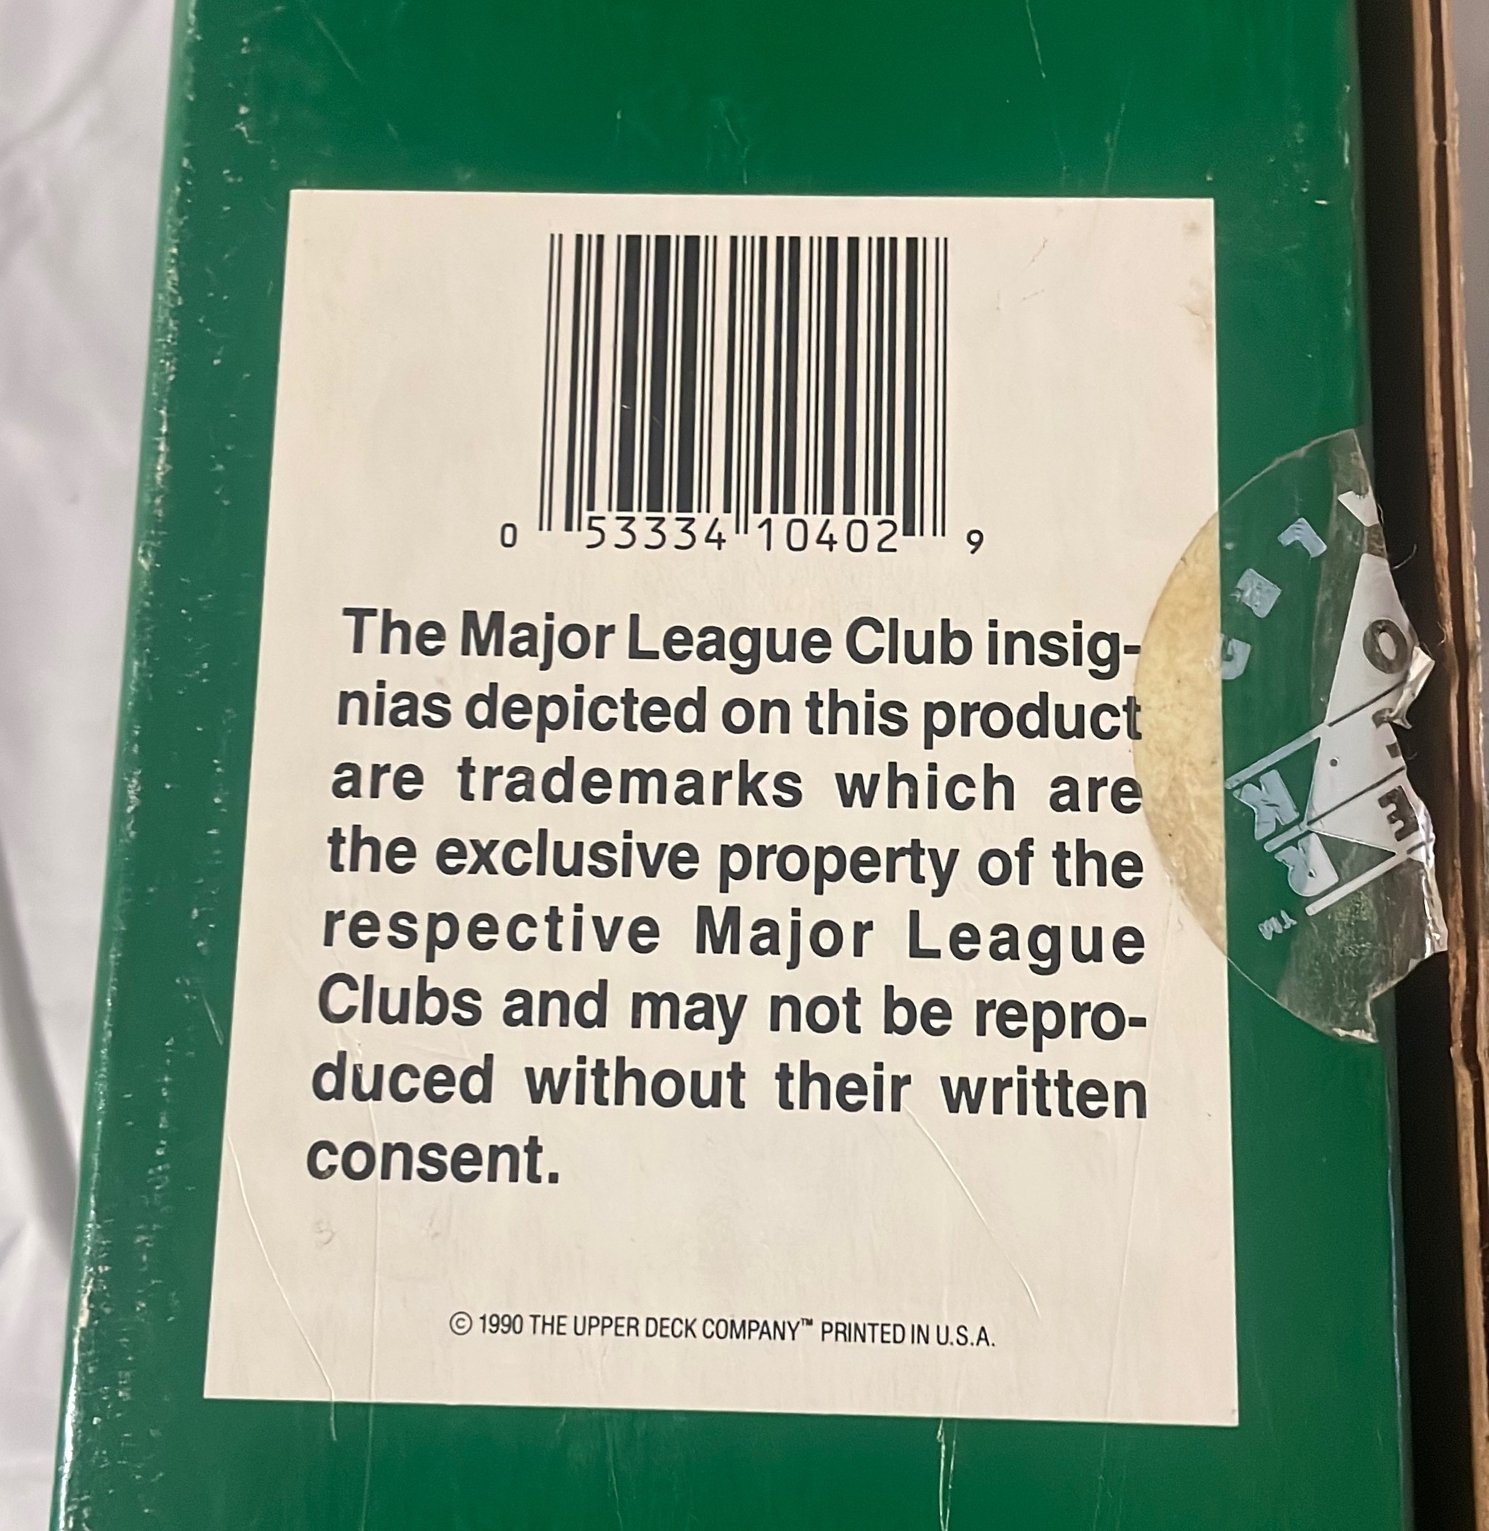 0 53334 10402 9
The Major League Club insig-
nias depicted on this product
are trademarks which are
the exclusive property of the
respective Major League
Clubs and may not be repro-
duced without their written
consent.
© 1990 THE UPPER DECK COMPANY™ PRINTED IN U.S.A.